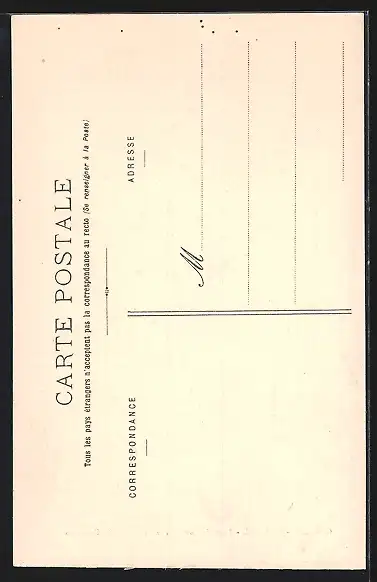 CARTE POSTALE
Tous les pays étrangers n'acceptent pas la correspondance au recto (Se renseigner à la Poste)
CORRESPONDANCE
ADRESSE
M